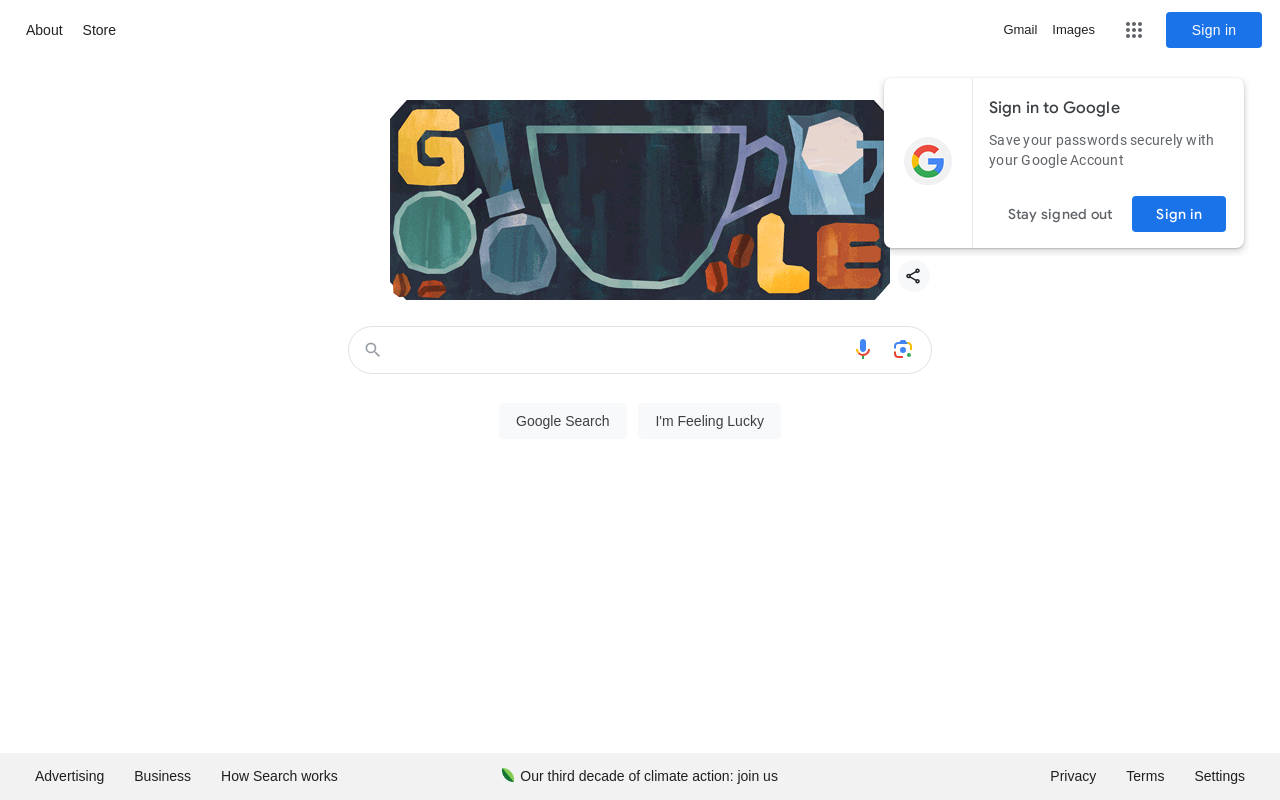 About
Store
Gmail
Images
Sign in
G LE
Sign in to Google
Save your passwords securely with
your Google Account
Stay signed out
Sign in
Google Search
I'm Feeling Lucky
Advertising
Business
How Search works
Our third decade of climate action: join us
Privacy
Terms
Settings